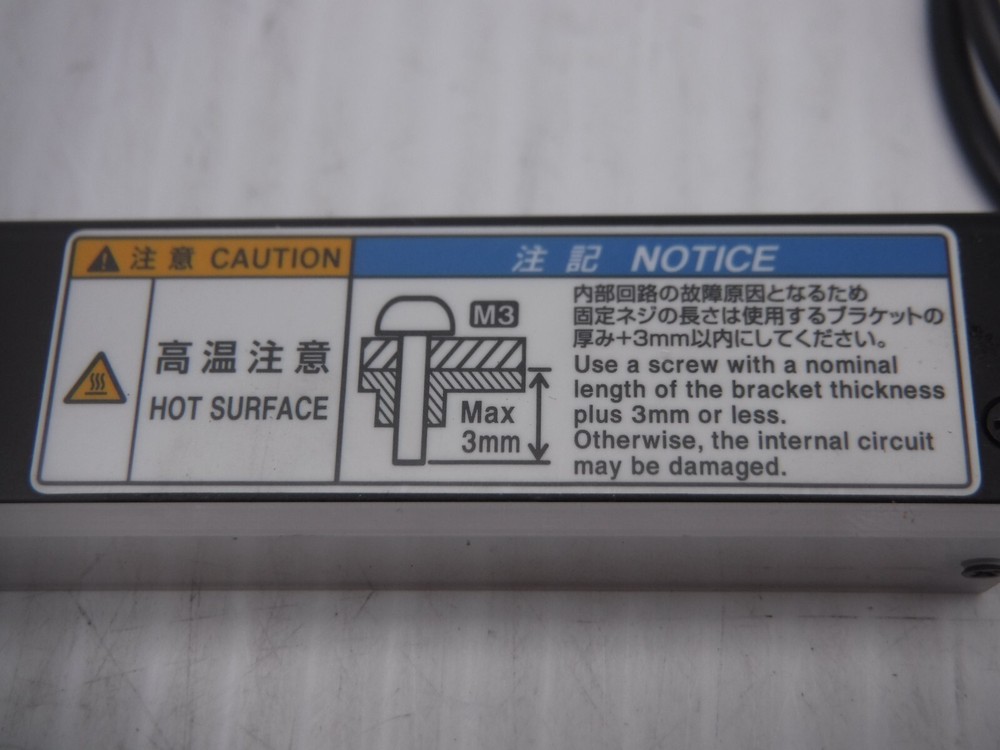 注意 CAUTION
高温注意
HOT SURFACE
注記 NOTICE
M3
Max
3mm
内部回路の故障原因となるため
固定ネジの長さは使用するブラケットの
厚み+3mm以内にしてください。
Use a screw with a nominal
length of the bracket thickness
plus 3mm or less.
Otherwise, the internal circuit
may be damaged.